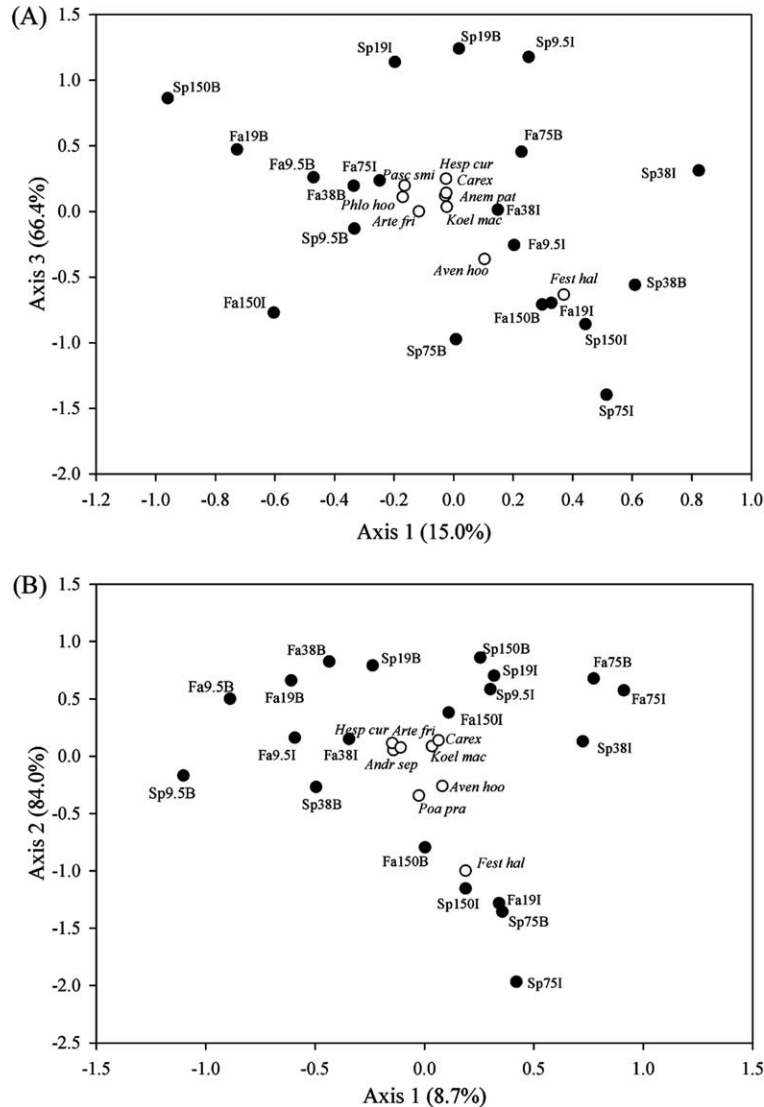 (A)
1.5
Sp19I
Sp19B
Sp9.5I
1.0
Sp150B
0.5
Fa19B
Fa9.5B
Fa75I
Hesp cur
Fa75B
Sp38I
Pasc smi
Carex
Fa38B
Anem pat
Phlo hoo
0.0
Arte fri
Koel mac
Fa38I
Sp9.5B
Fa9.5I
Aven hoo
-0.5
Fest hal
Sp38B
Fa150I
Fa150B
Fa19I
-1.0
Sp75B
Sp150I
Sp75I
-1.5
-2.0
Axis 3 (66.4%)
-1.2 -1.0 -0.8 -0.6 -0.4 -0.2 0.0 0.2 0.4 0.6 0.8 1.0
Axis 1 (15.0%)
(B)
1.5
1.0
Fa38B
Sp19B
Sp150B
Sp19I
Fa75B
Fa9.5B
Fa19B
Sp9.5I
Fa75I
0.5
Fa150I
Hesp cur
Arte fri
Carex
Sp38I
Fa9.5I
Fa38I
Andr sep
Koel mac
0.0
Sp9.5B
Sp38B
Aven hoo
Poa pra
-0.5
Fa150B
Fest hal
-1.0
Sp150I
Fa19I
Sp75B
-1.5
Sp75I
-2.0
-2.5
Axis 2 (84.0%)
-1.5 -1.0 -0.5 0.0 0.5 1.0 1.5
Axis 1 (8.7%)